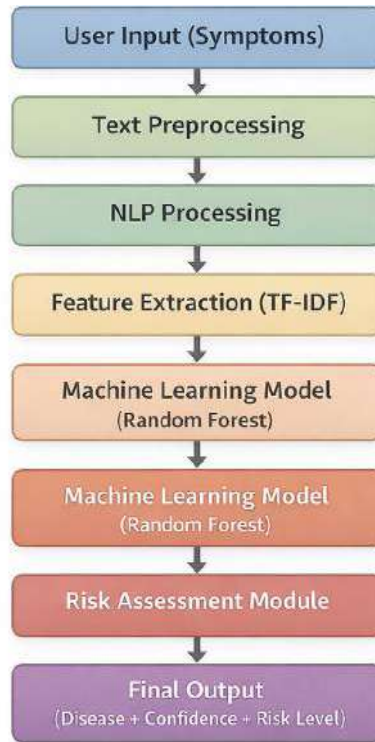 User Input (Symptoms)
Text Preprocessing
NLP Processing
Feature Extraction (TF-IDF)
Machine Learning Model
(Random Forest)
Machine Learning Model
(Random Forest)
Risk Assessment Module
Final Output
(Disease + Confidence + Risk Level)